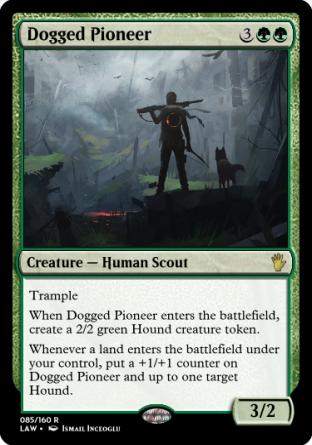 Dogged Pioneer 3
Creature — Human Scout
Trample
When Dogged Pioneer enters the battlefield,
create a 2/2 green Hound creature token.
Whenever a land enters the battlefield under
your control, put a +1/+1 counter on
Dogged Pioneer and up to one target
Hound.
3/2
085/160 R
LAW • Ismail Inceoglu